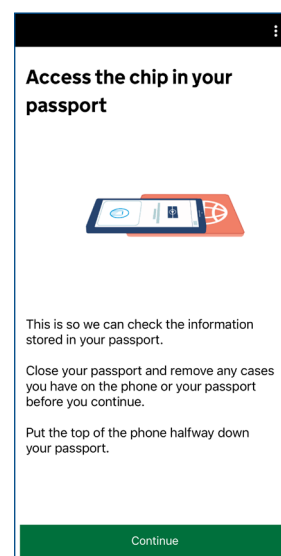 Access the chip in your
passport
This is so we can check the information
stored in your passport.
Close your passport and remove any cases
you have on the phone or your passport
before you continue.
Put the top of the phone halfway down
your passport.
Continue